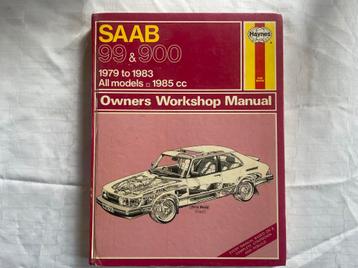 SAAB
99 & 900
Haynes
1979 to 1983
All models □ 1985 cc
Owners Workshop Manual